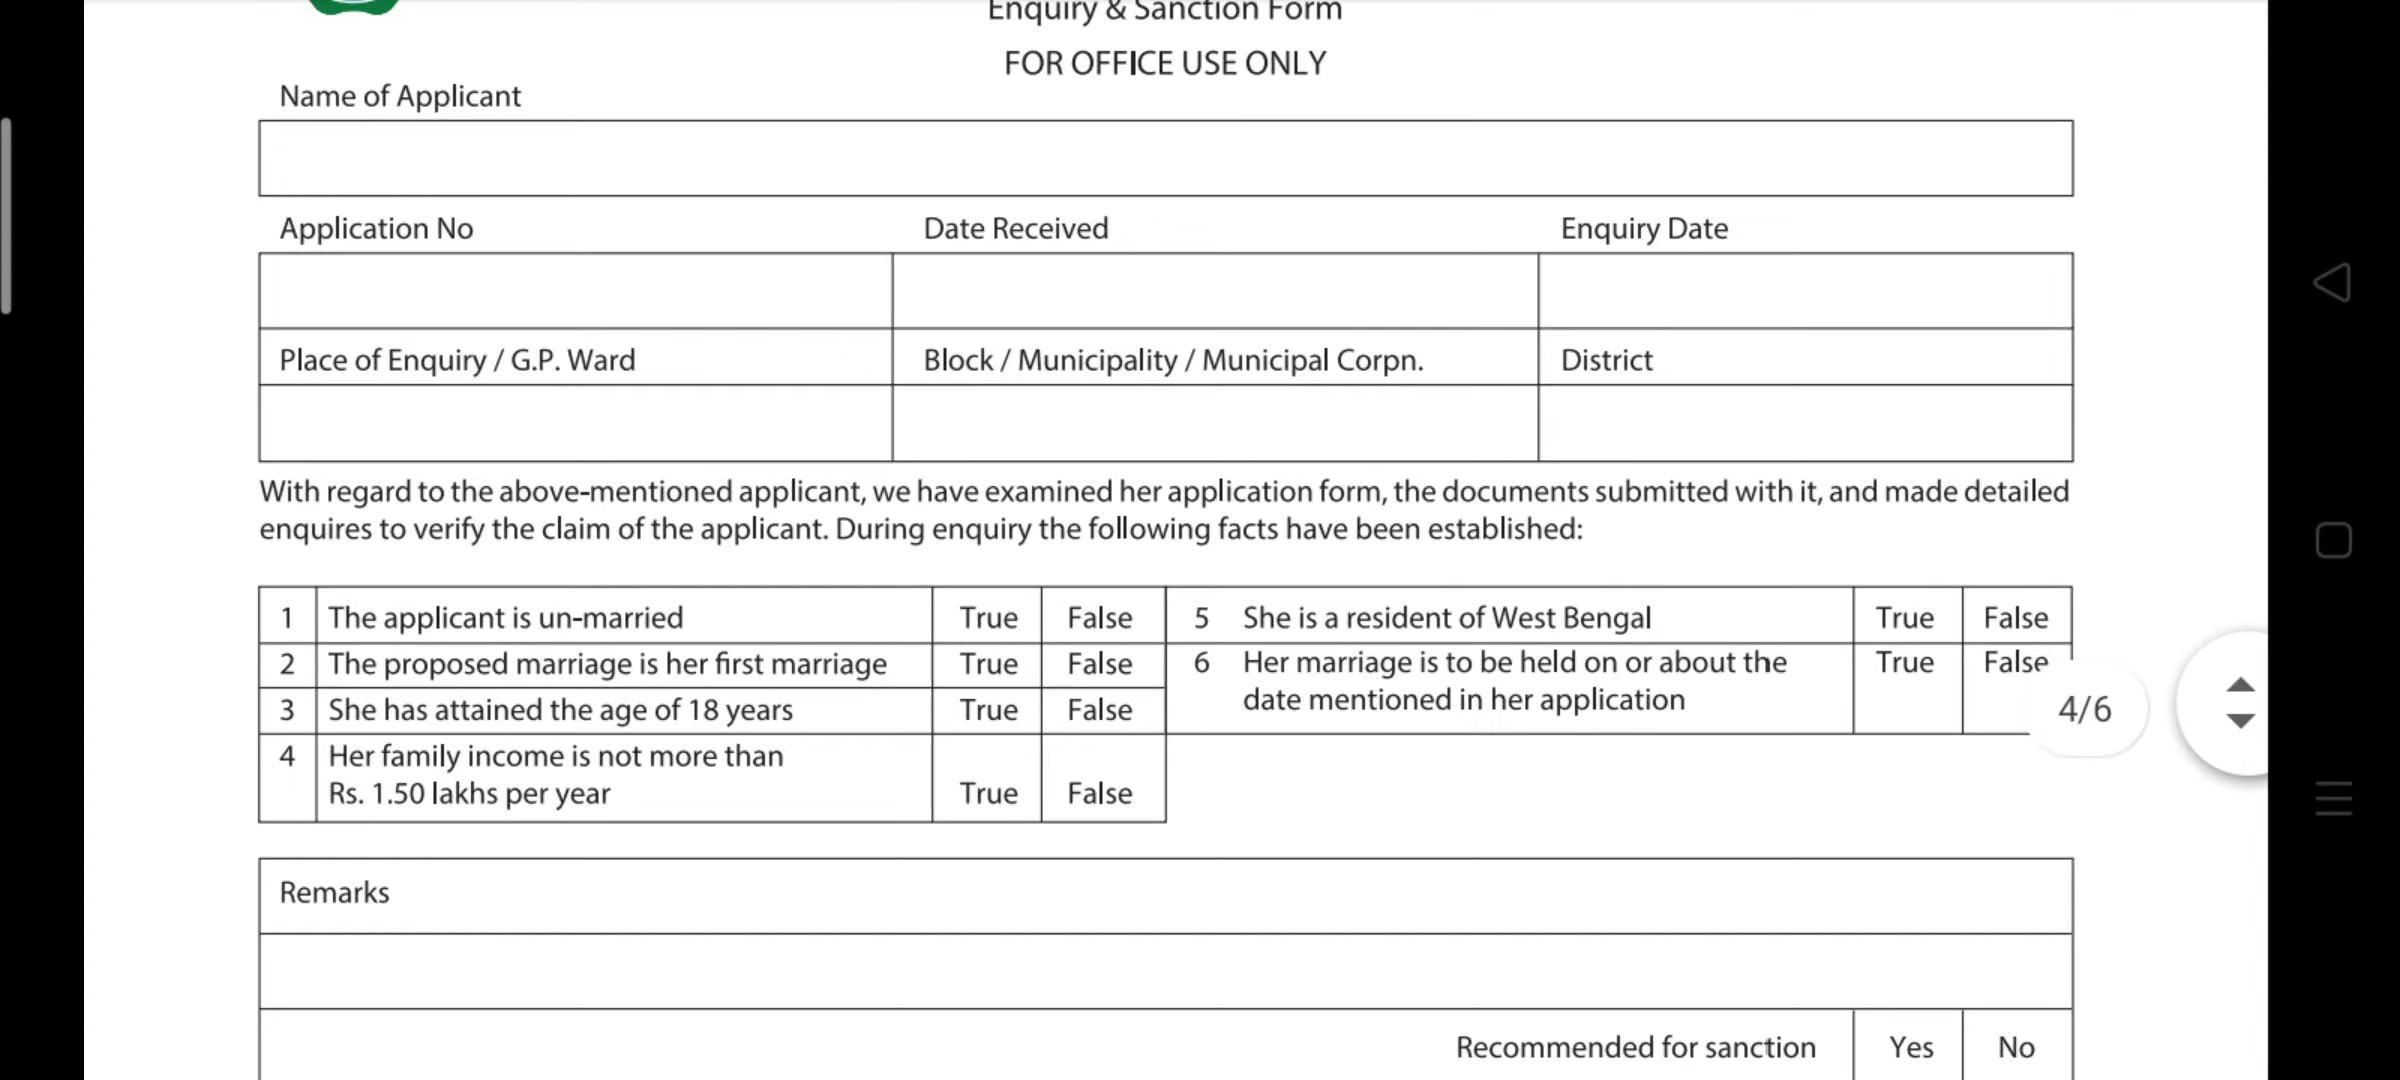 Enquiry & Sanction Form
FOR OFFICE USE ONLY
Name of Applicant
Application No Date Received Enquiry Date
Place of Enquiry / G.P. Ward Block / Municipality / Municipal Corpn. District
With regard to the above-mentioned applicant, we have examined her application form, the documents submitted with it, and made detailed
enquires to verify the claim of the applicant. During enquiry the following facts have been established:
1 The applicant is un-married True False 5 She is a resident of West Bengal True False
2 The proposed marriage is her first marriage True False 6 Her marriage is to be held on or about the True False
3 She has attained the age of 18 years True False date mentioned in her application
4/6
4 Her family income is not more than
Rs. 1.50 lakhs per year True False
Remarks
Recommended for sanction Yes No